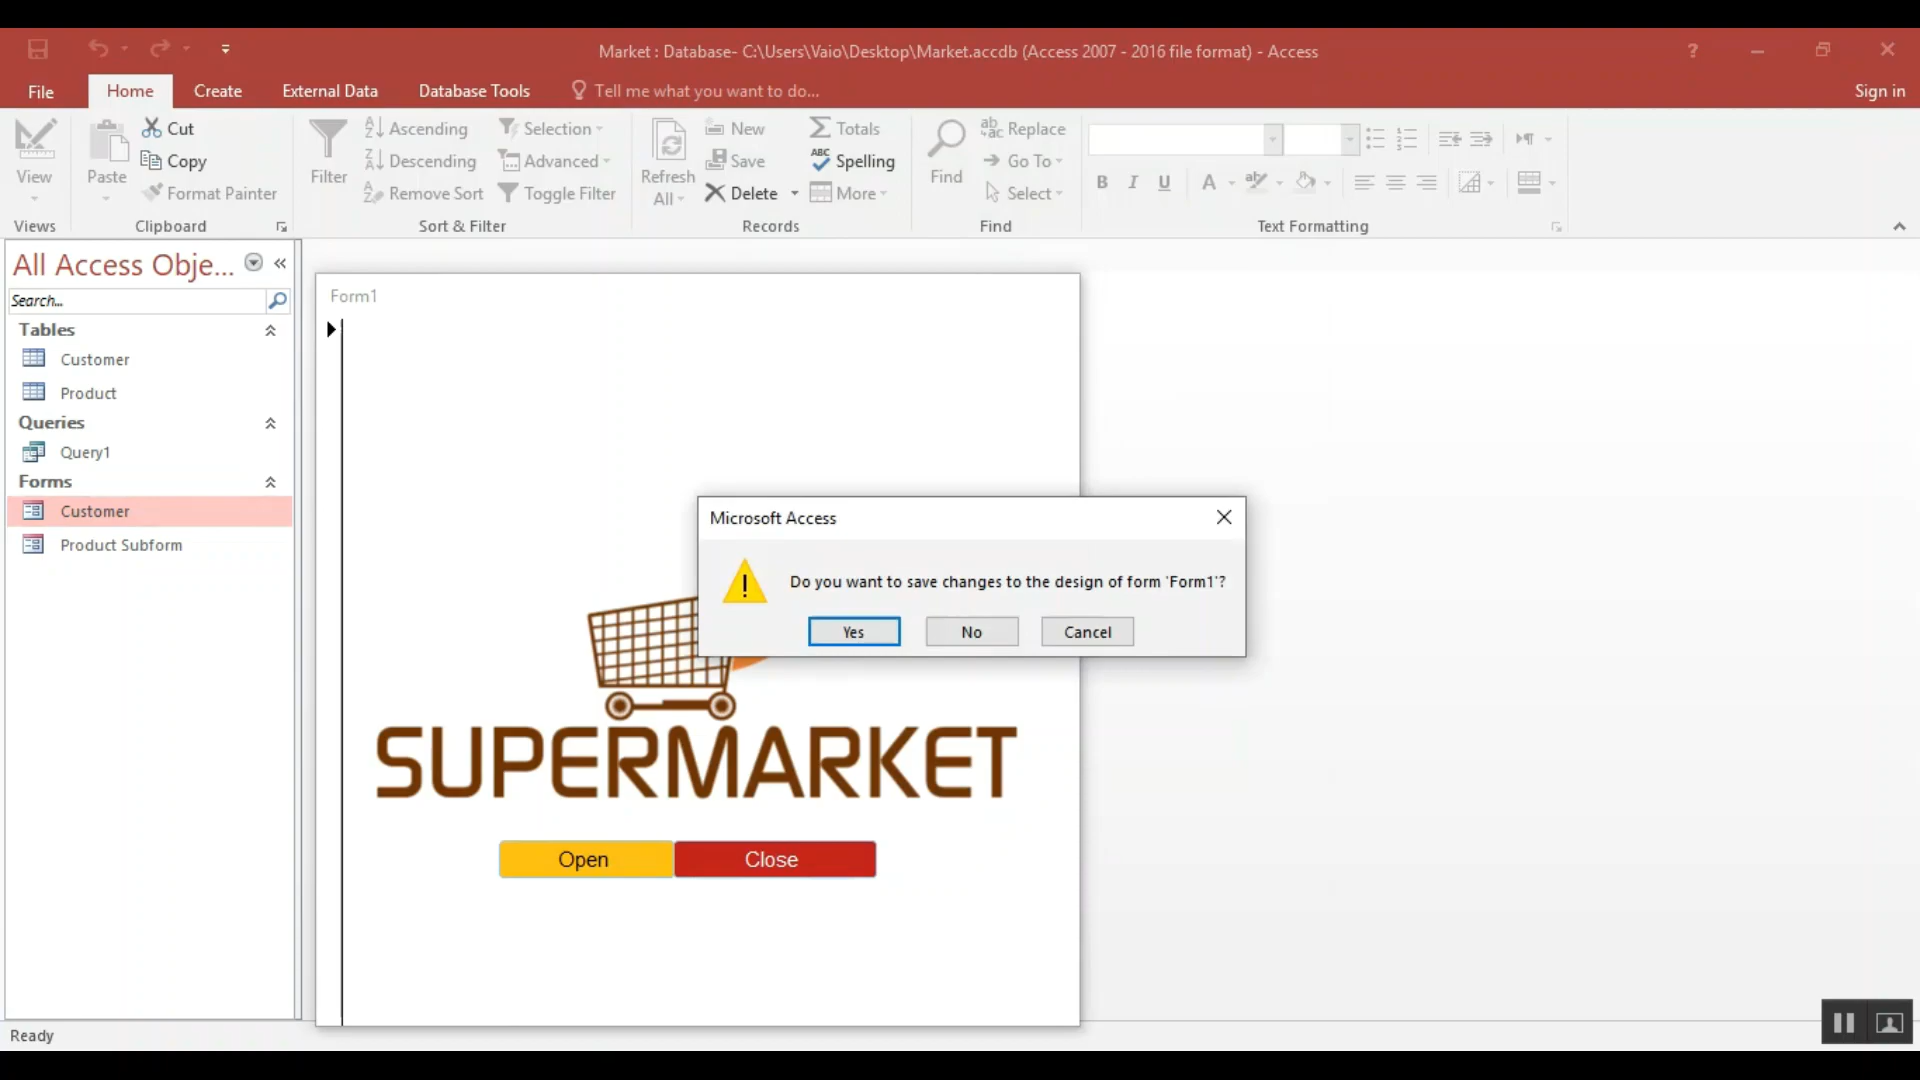 Market : Database- C:\Users\Vaio\Desktop\Market.accdb (Access 2007 - 2016 file format) - Access
?
File Home Create External Data Database Tools Tell me what you want to do... Sign in
View
Views
Paste
Cut
Copy
Format Painter
Clipboard
Filter
Ascending
Descending
Remove Sort
Selection
Advanced
Toggle Filter
Sort & Filter
Refresh
All
New
Save
Delete
Totals
Spelling
More
Records
Find
Replace
Go To
Select
Find
B I U A
Text Formatting
All Access Obje...
Search...
Tables
Customer
Product
Queries
Query1
Forms
Customer
Product Subform
Form1
Microsoft Access
Do you want to save changes to the design of form 'Form1'?
Yes No Cancel
SUPERMARKET
Open Close
Ready